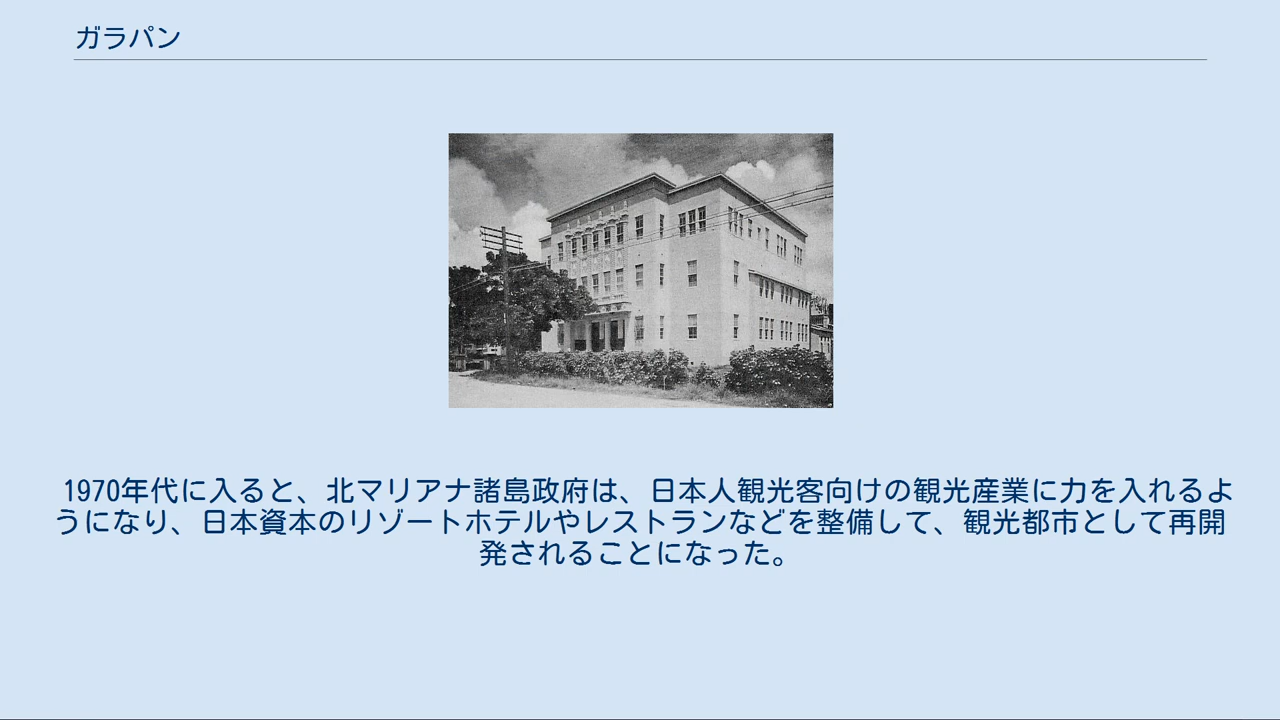 ガラパン
1970年代に入ると、北マリアナ諸島政府は、日本人観光客向けの観光産業に力を入れるよ
うになり、日本資本のリゾートホテルやレストランなどを整備して、観光都市として再開
発されることになった。